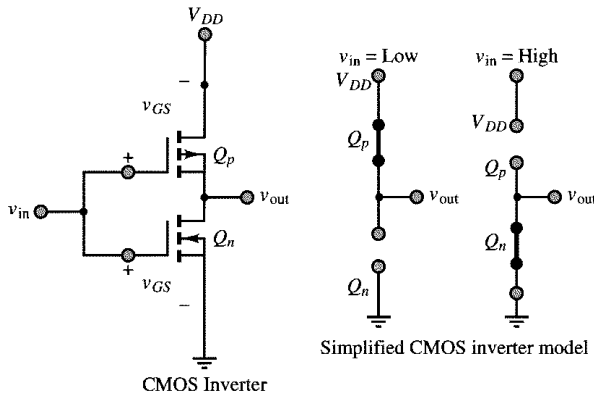 V_DD
v_in = Low
v_in = High
V_DD
–
v_GS
V_DD
Q_p
+
Q_p
Q_p
v_out
v_out
v_out
v_in
Q_n
Q_n
+
v_GS
Q_n
–
Simplified CMOS inverter model
CMOS Inverter